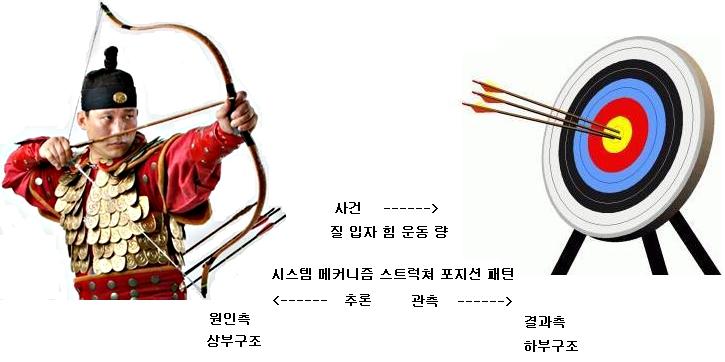 사건 ------>
질 입자 힘 운동 량
시스템 메커니즘 스트럭쳐 포지션 패턴
<------ 추론 관측 ------>
원인측
상부구조
결과측
하부구조